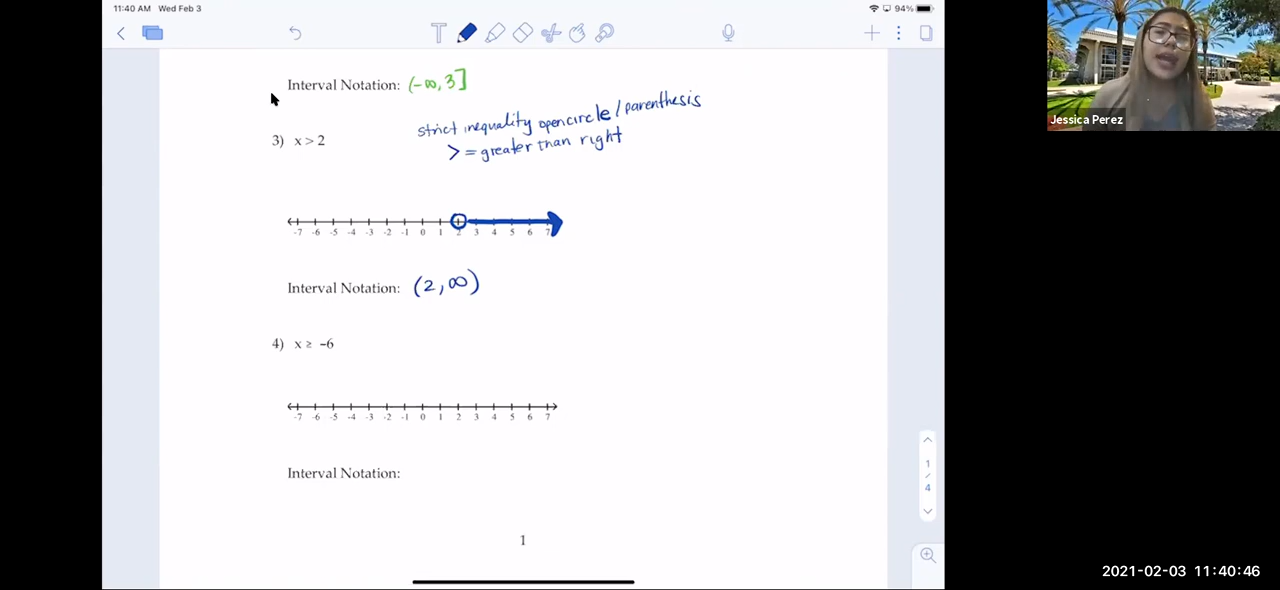 11:40 AM Wed Feb 3
94%
T
Interval Notation: (-∞, 3]
strict inequality open circle / parenthesis
> = greater than right
3) x > 2
-7 -6 -5 -4 -3 -2 -1 0 1 2 3 4 5 6 7
Interval Notation: (2, ∞)
4) x ≥ -6
-7 -6 -5 -4 -3 -2 -1 0 1 2 3 4 5 6 7
Interval Notation:
1
1
/
4
Jessica Perez
2021-02-03 11:40:46